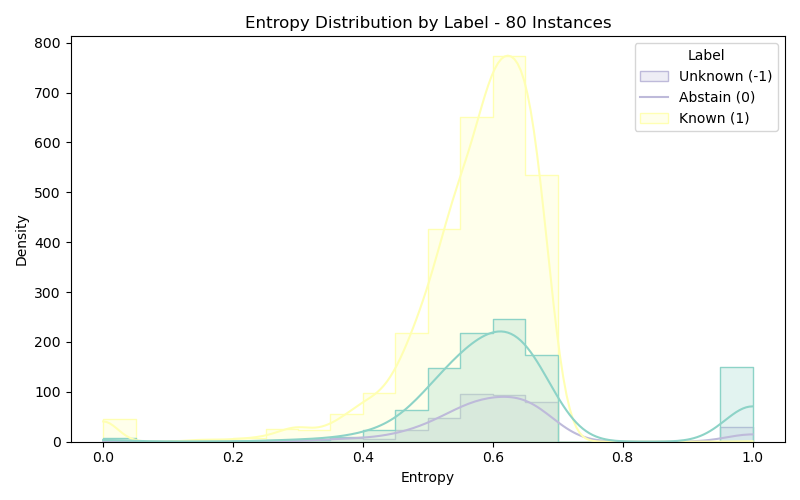 Entropy Distribution by Label - 80 Instances
800
700
600
500
400
300
200
100
0
Density
Label
Unknown (-1)
Abstain (0)
Known (1)
0.0 0.2 0.4 0.6 0.8 1.0
Entropy